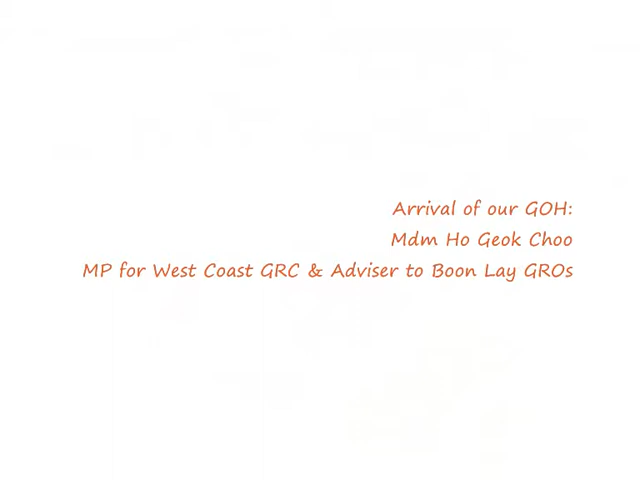 Arrival of our GOH:
Mdm Ho Geok Choo
MP for West Coast GRC & Adviser to Boon Lay GROs